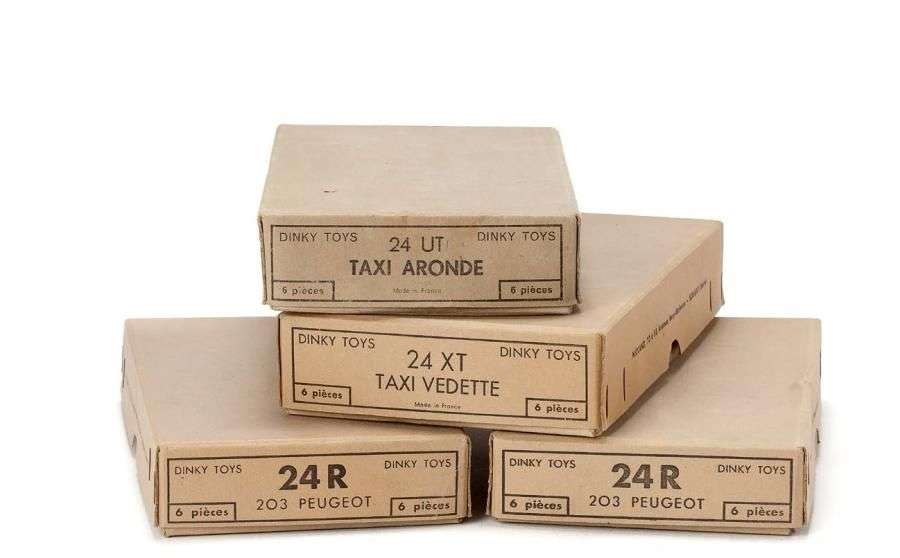 DINKY TOYS 24 UT DINKY TOYS
TAXI ARONDE
6 pièces Made in France 6 pièces
DINKY TOYS 24 XT DINKY TOYS
TAXI VEDETTE
6 pièces Made in France 6 pièces
DINKY TOYS 24 R DINKY TOYS
203 PEUGEOT
6 pièces 6 pièces
DINKY TOYS 24 R DINKY TOYS
203 PEUGEOT
6 pièces 6 pièces